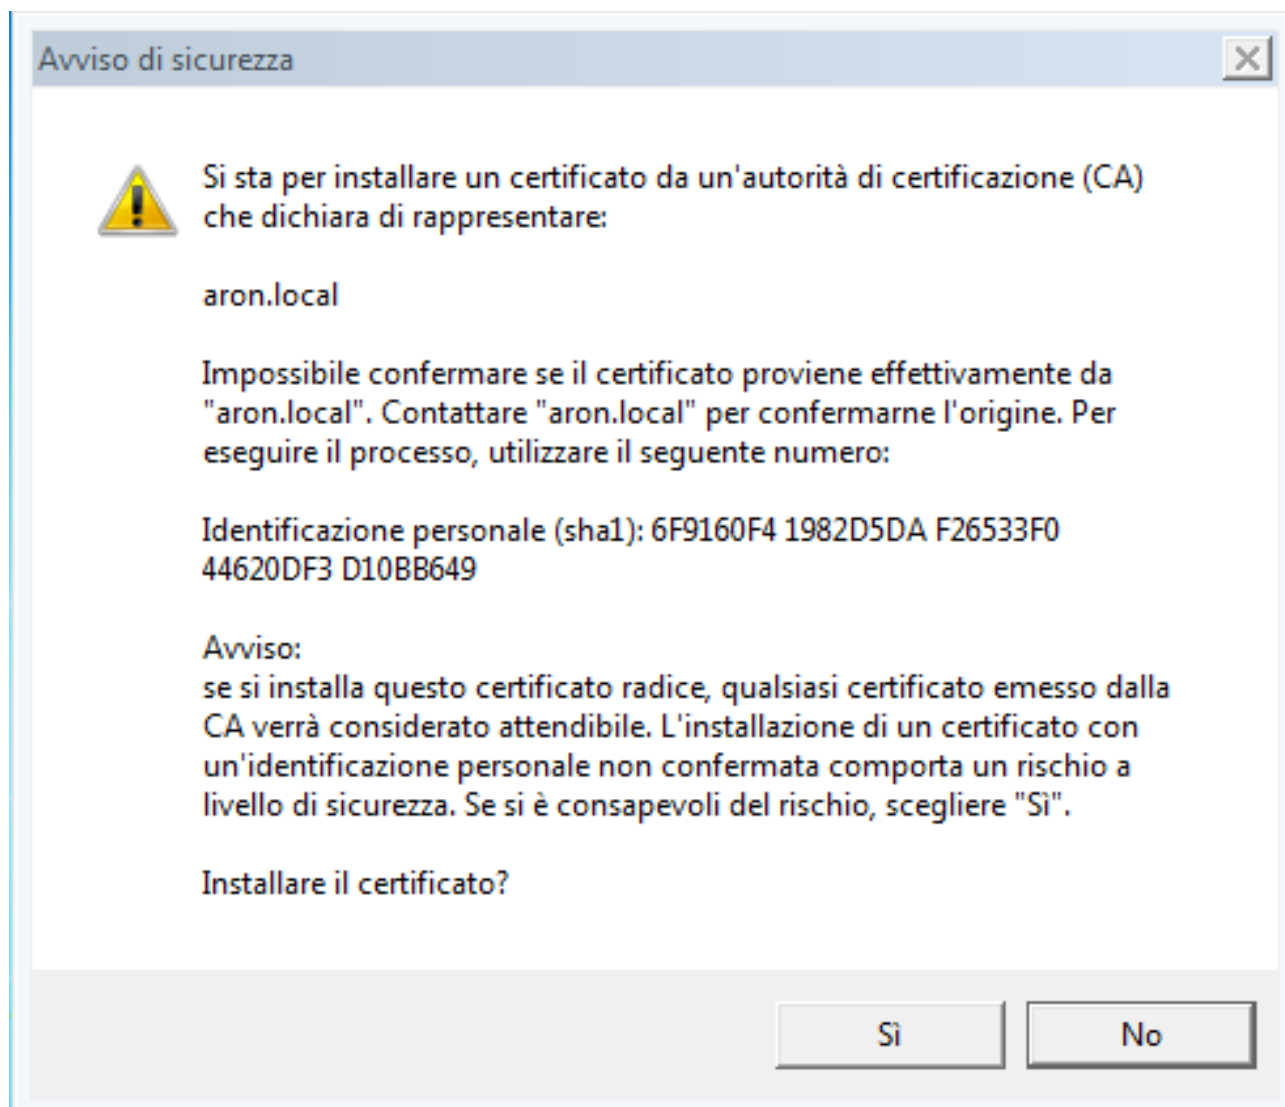 Avviso di sicurezza
Si sta per installare un certificato da un'autorità di certificazione (CA)
che dichiara di rappresentare:
aron.local
Impossibile confermare se il certificato proviene effettivamente da
"aron.local". Contattare "aron.local" per confermarne l'origine. Per
eseguire il processo, utilizzare il seguente numero:
Identificazione personale (sha1): 6F9160F4 1982D5DA F26533F0
44620DF3 D10BB649
Avviso:
se si installa questo certificato radice, qualsiasi certificato emesso dalla
CA verrà considerato attendibile. L'installazione di un certificato con
un'identificazione personale non confermata comporta un rischio a
livello di sicurezza. Se si è consapevoli del rischio, scegliere "Sì".
Installare il certificato?
Sì
No